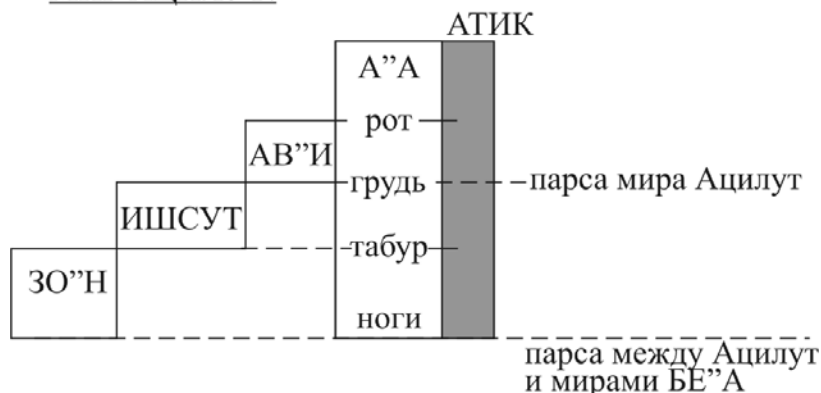 АТИК
А”А
рот
АВ”И
грудь
парса мира Ацилут
ИШСУТ
табур
ЗО”Н
ноги
парса между Ацилут
и мирами БЕ”А